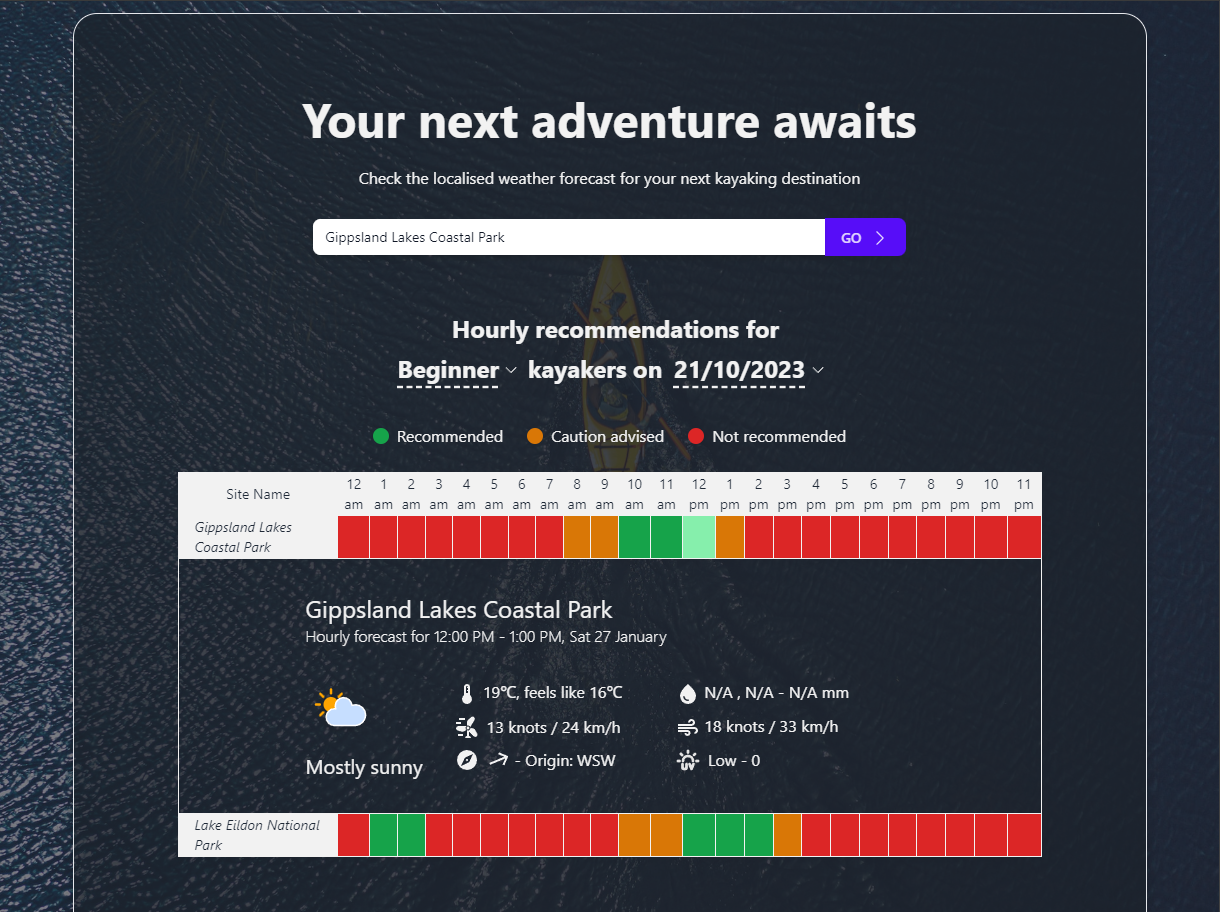 Your next adventure awaits
Check the localised weather forecast for your next kayaking destination
Gippsland Lakes Coastal Park
GO
Hourly recommendations for
Beginner kayakers on 21/10/2023
Recommended Caution advised Not recommended
Site Name 12 am 1 am 2 am 3 am 4 am 5 am 6 am 7 am 8 am 9 am 10 am 11 am 12 pm 1 pm 2 pm 3 pm 4 pm 5 pm 6 pm 7 pm 8 pm 9 pm 10 pm 11 pm
Gippsland Lakes
Coastal Park
Gippsland Lakes Coastal Park
Hourly forecast for 12:00 PM - 1:00 PM, Sat 27 January
19℃, feels like 16℃ N/A , N/A - N/A mm
13 knots / 24 km/h 18 knots / 33 km/h
- Origin: WSW Low - 0
Mostly sunny
Lake Eildon National
Park